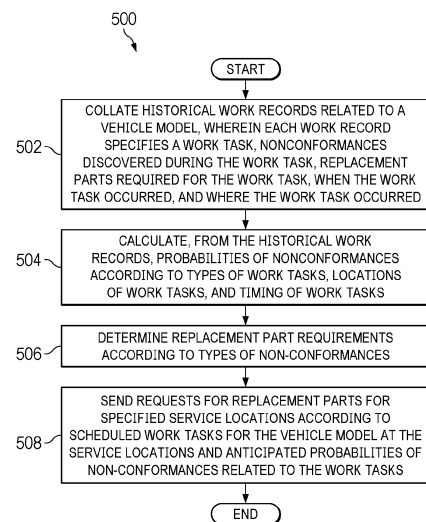 500
START
502
COLLATE HISTORICAL WORK RECORDS RELATED TO A
VEHICLE MODEL, WHEREIN EACH WORK RECORD
SPECIFIES A WORK TASK, NONCONFORMANCES
DISCOVERED DURING THE WORK TASK, REPLACEMENT
PARTS REQUIRED FOR THE WORK TASK, WHEN THE WORK
TASK OCCURRED, AND WHERE THE WORK TASK OCCURRED
504
CALCULATE, FROM THE HISTORICAL WORK
RECORDS, PROBABILITIES OF NONCONFORMANCES
ACCORDING TO TYPES OF WORK TASKS, LOCATIONS
OF WORK TASKS, AND TIMING OF WORK TASKS
506
DETERMINE REPLACEMENT PART REQUIREMENTS
ACCORDING TO TYPES OF NON-CONFORMANCES
508
SEND REQUESTS FOR REPLACEMENT PARTS FOR
SPECIFIED SERVICE LOCATIONS ACCORDING TO
SCHEDULED WORK TASKS FOR THE VEHICLE MODEL AT THE
SERVICE LOCATIONS AND ANTICIPATED PROBABILITIES OF
NON-CONFORMANCES RELATED TO THE WORK TASKS
END